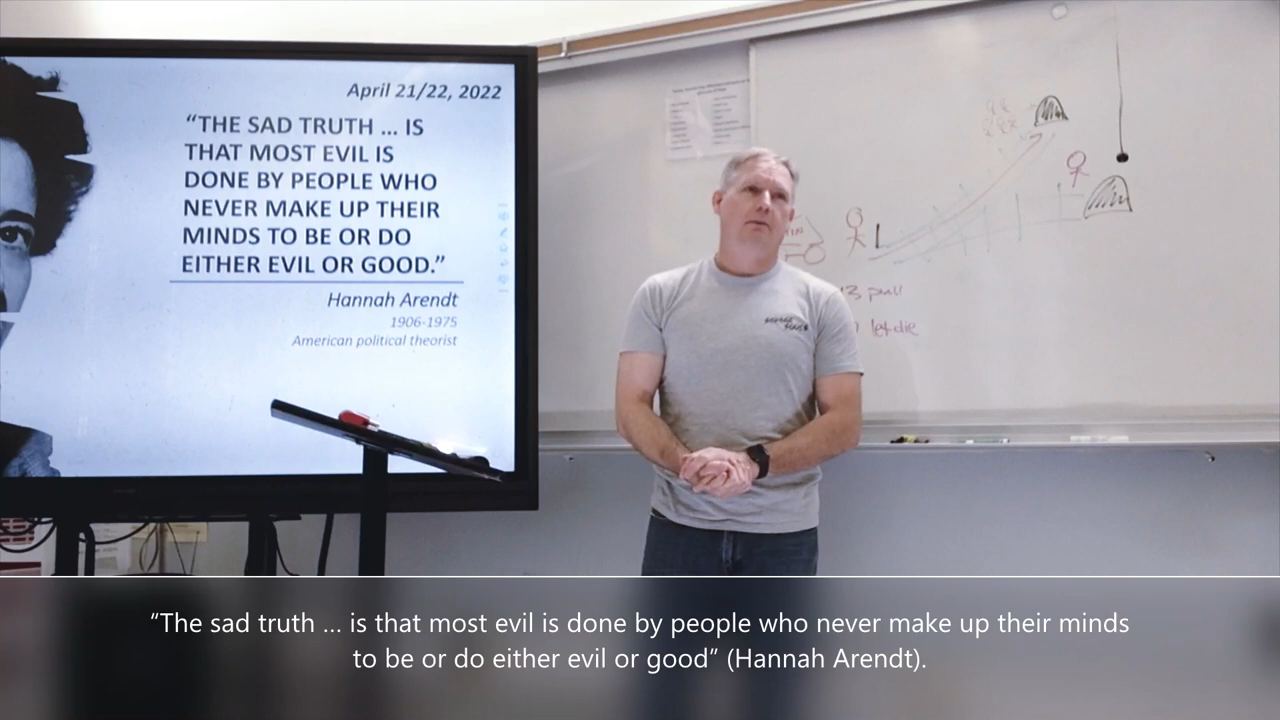 April 21/22, 2022
“THE SAD TRUTH ... IS
THAT MOST EVIL IS
DONE BY PEOPLE WHO
NEVER MAKE UP THEIR
MINDS TO BE OR DO
EITHER EVIL OR GOOD.”
Hannah Arendt
1906-1975
American political theorist
pull
let die
“The sad truth ... is that most evil is done by people who never make up their minds
to be or do either evil or good” (Hannah Arendt).